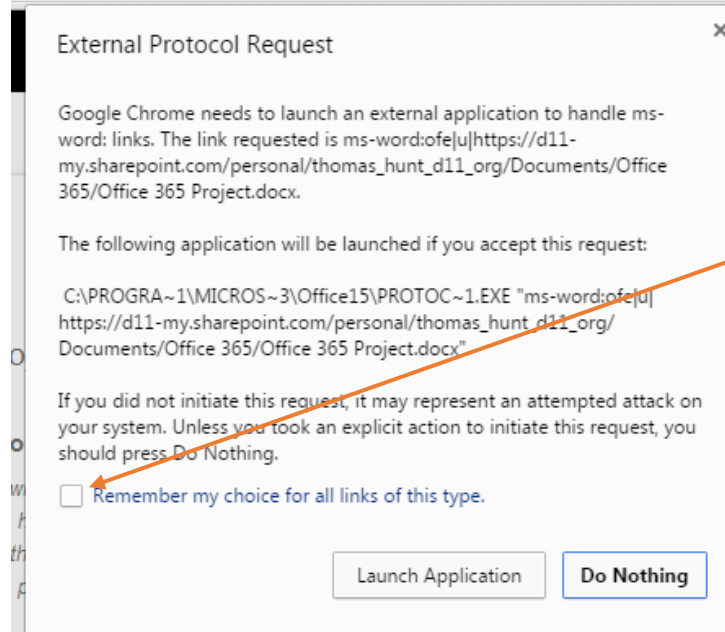 External Protocol Request
Google Chrome needs to launch an external application to handle ms-
word: links. The link requested is ms-word:ofe|u|https://d11-
my.sharepoint.com/personal/thomas_hunt_d11_org/Documents/Office
365/Office 365 Project.docx.
The following application will be launched if you accept this request:
C:\PROGRA~1\MICROS~3\Office15\PROTOC~1.EXE "ms-word:ofe|u|
https://d11-my.sharepoint.com/personal/thomas_hunt_d11_org/
Documents/Office 365/Office 365 Project.docx"
If you did not initiate this request, it may represent an attempted attack on
your system. Unless you took an explicit action to initiate this request, you
should press Do Nothing.
Remember my choice for all links of this type.
Launch Application
Do Nothing